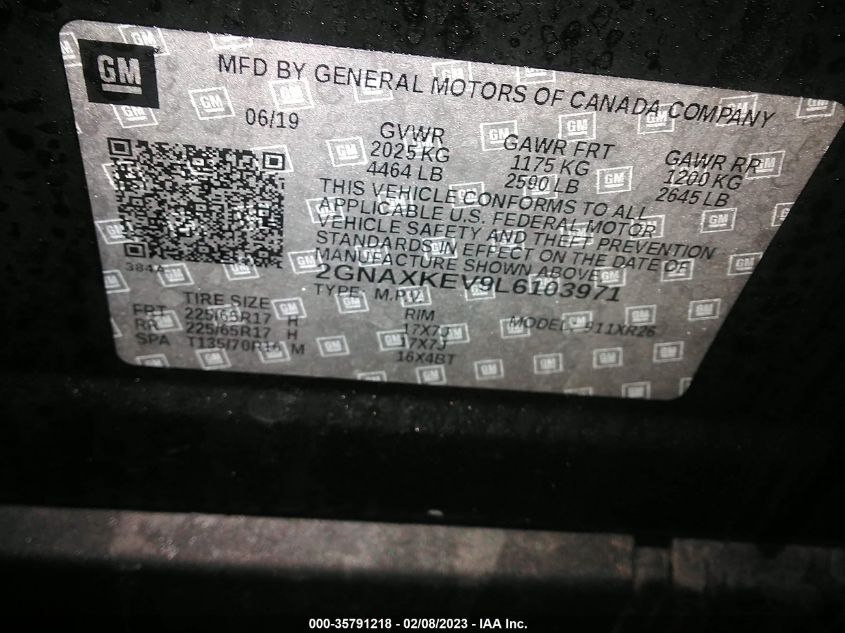 GM
MFD BY GENERAL MOTORS OF CANADA COMPANY
06/19
GVWR
2025 KG
4464 LB
GAWR FRT
1175 KG
2590 LB
GAWR RR
1200 KG
2645 LB
THIS VEHICLE CONFORMS TO ALL
APPLICABLE U.S. FEDERAL MOTOR
VEHICLE SAFETY AND THEFT PREVENTION
STANDARDS IN EFFECT ON THE DATE OF
MANUFACTURE SHOWN ABOVE
2GNAXKEV9L6103971
TYPE: M.P.V.
384A
TIRE SIZE
RIM
MODEL: 911XR26
FRT 225/65R17 H 17X7J
RR 225/65R17 H 17X7J
SPA T135/70R16 M 16X4BT
000-35791218 - 02/08/2023 - IAA Inc.